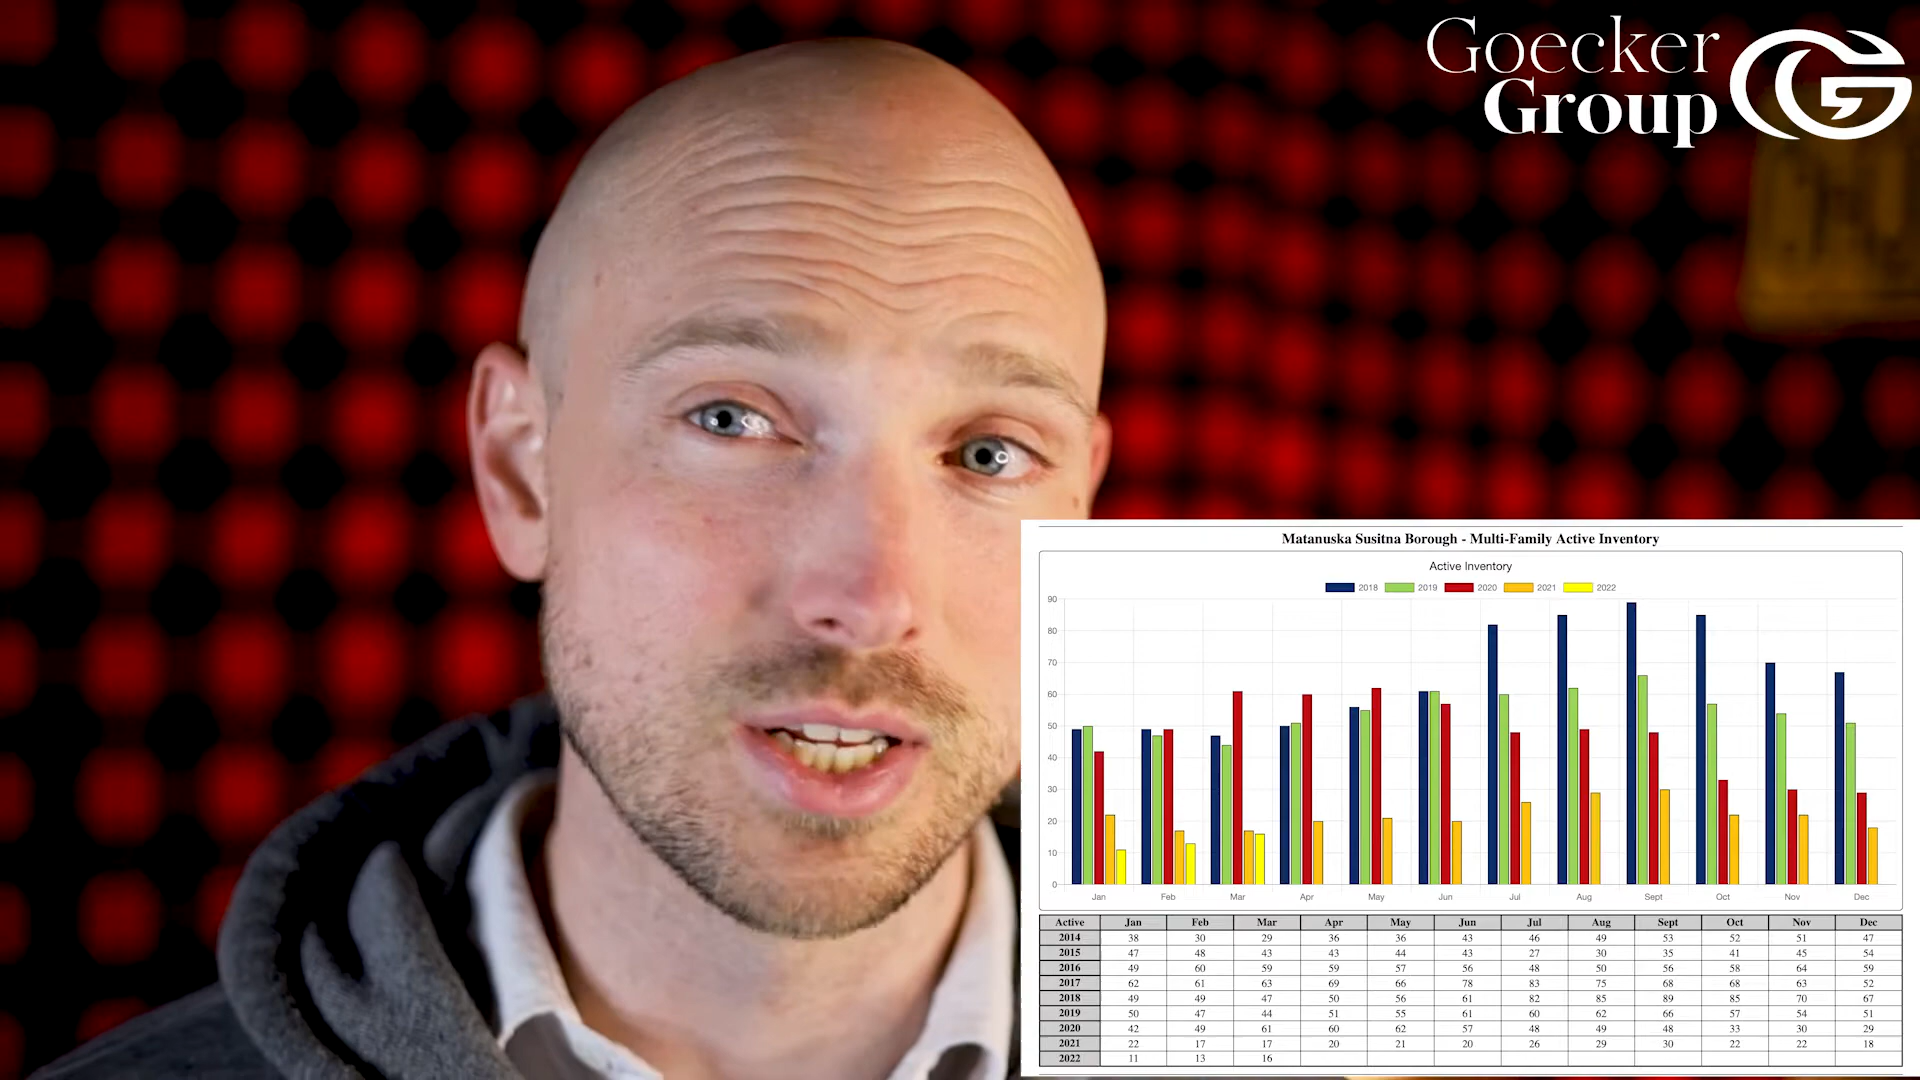 Goecker
Group
Matanuska Susitna Borough - Multi-Family Active Inventory
Active Inventory
2018 2019 2020 2021 2022
90
80
70
60
50
40
30
20
10
0
Jan Feb Mar Apr May Jun Jul Aug Sept Oct Nov Dec
Active Jan Feb Mar Apr May Jun Jul Aug Sept Oct Nov Dec
2014 38 30 29 36 36 43 46 49 53 52 51 47
2015 47 48 43 43 44 43 27 30 35 41 45 54
2016 49 60 59 59 57 56 48 50 56 58 64 59
2017 62 61 63 69 66 78 83 75 68 68 63 52
2018 49 49 47 50 56 61 82 85 89 85 70 67
2019 50 47 44 51 55 61 60 62 66 57 54 51
2020 42 49 61 60 62 57 48 49 48 33 30 29
2021 22 17 17 20 21 20 26 29 30 22 22 18
2022 11 13 16